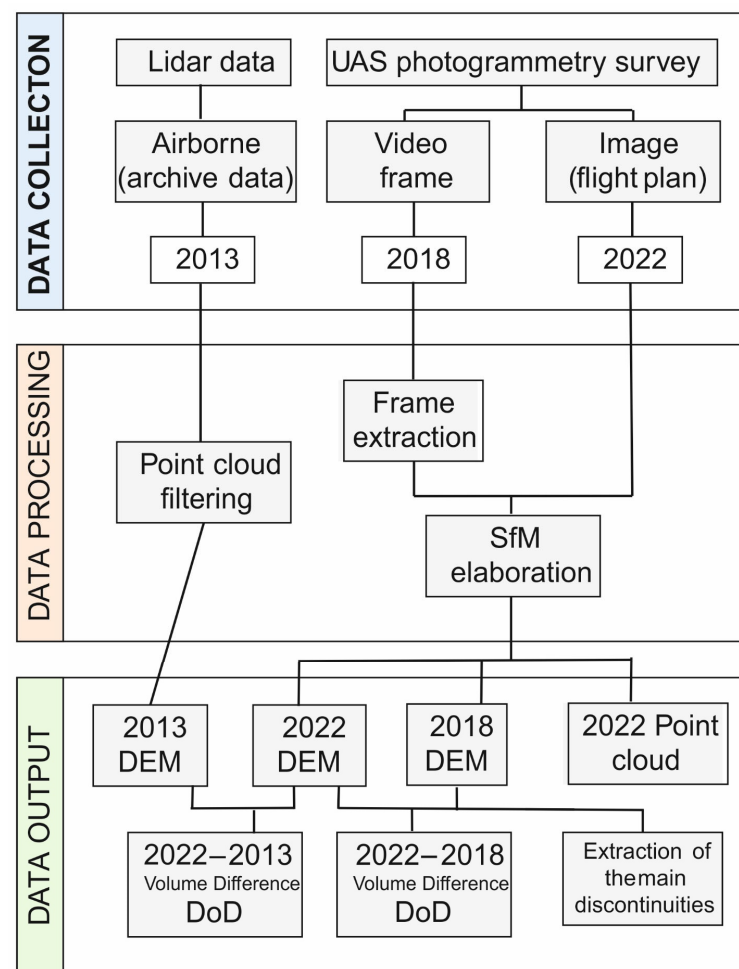 DATA COLLECTON
Lidar data
UAS photogrammetry survey
Airborne
(archive data)
Video
frame
Image
(flight plan)
2013
2018
2022
DATA PROCESSING
Frame
extraction
Point cloud
filtering
SfM
elaboration
DATA OUTPUT
2013
DEM
2022
DEM
2018
DEM
2022 Point
cloud
2022–2013
Volume Difference
DoD
2022–2018
Volume Difference
DoD
Extraction of
themain
discontinuities